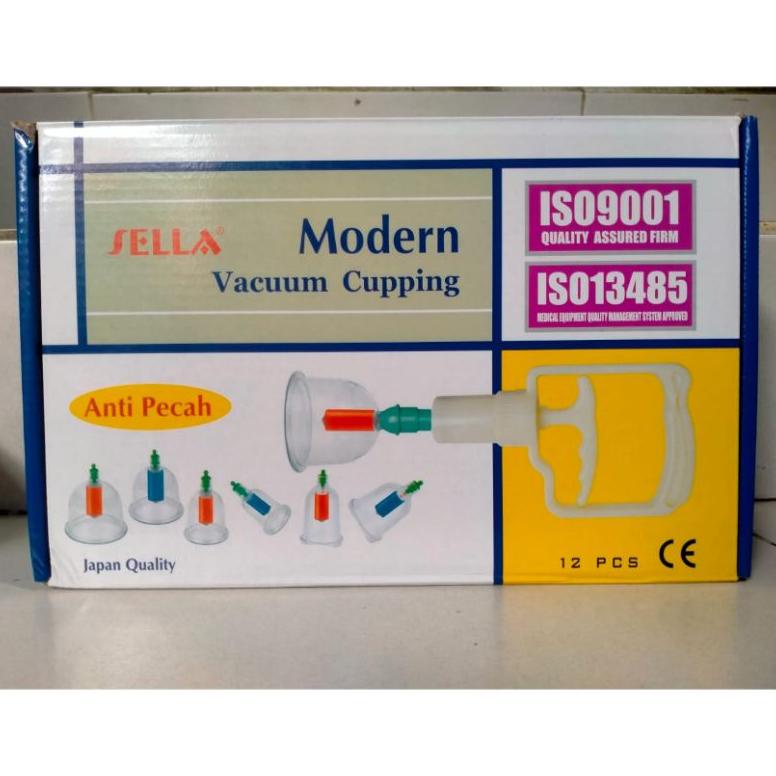 SELLA®
Modern
Vacuum Cupping
ISO9001
QUALITY ASSURED FIRM
ISO13485
MEDICAL EQUIPMENT QUALITY MANAGEMENT SYSTEM APPROVED
Anti Pecah
Japan Quality
12 PCS CE